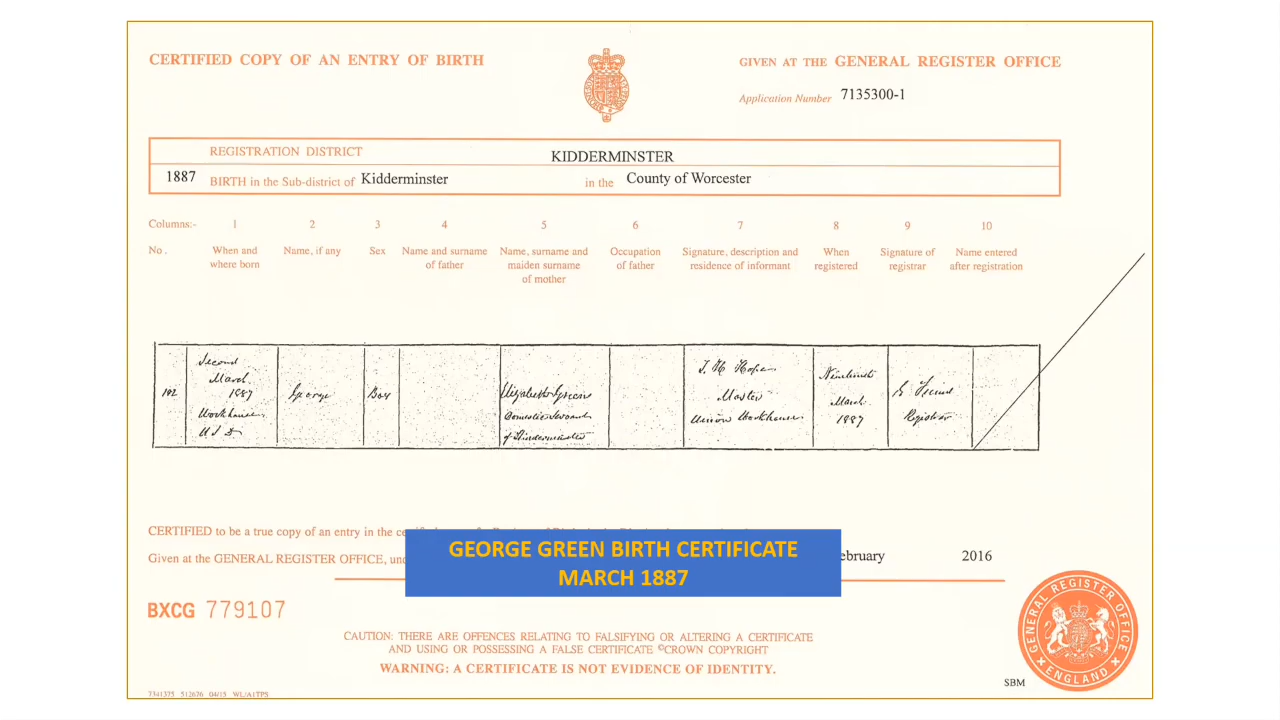 CERTIFIED COPY OF AN ENTRY OF BIRTH
GIVEN AT THE GENERAL REGISTER OFFICE
Application Number 7135300-1
REGISTRATION DISTRICT KIDDERMINSTER
1887 BIRTH in the Sub-district of Kidderminster in the County of Worcester
Columns:- 1 2 3 4 5 6 7 8 9 10
No. When and where born Name, if any Sex Name and surname of father Name, surname and maiden surname of mother Occupation of father Signature, description and residence of informant When registered Signature of registrar Name entered after registration
Second
March
1887
Workhouse
U S D
George
Boy
Elizabeth Green
Domestic Servant
of Kidderminster
Master
Union Workhouse
Nineteenth
March
1887
Registrar
CERTIFIED to be a true copy of an entry in the
Given at the GENERAL REGISTER OFFICE,
2016
GEORGE GREEN BIRTH CERTIFICATE
MARCH 1887
BXCG 779107
CAUTION: THERE ARE OFFENCES RELATING TO FALSIFYING OR ALTERING A CERTIFICATE
AND USING OR POSSESSING A FALSE CERTIFICATE ©CROWN COPYRIGHT
WARNING: A CERTIFICATE IS NOT EVIDENCE OF IDENTITY.
GENERAL REGISTER OFFICE
ENGLAND
SBM